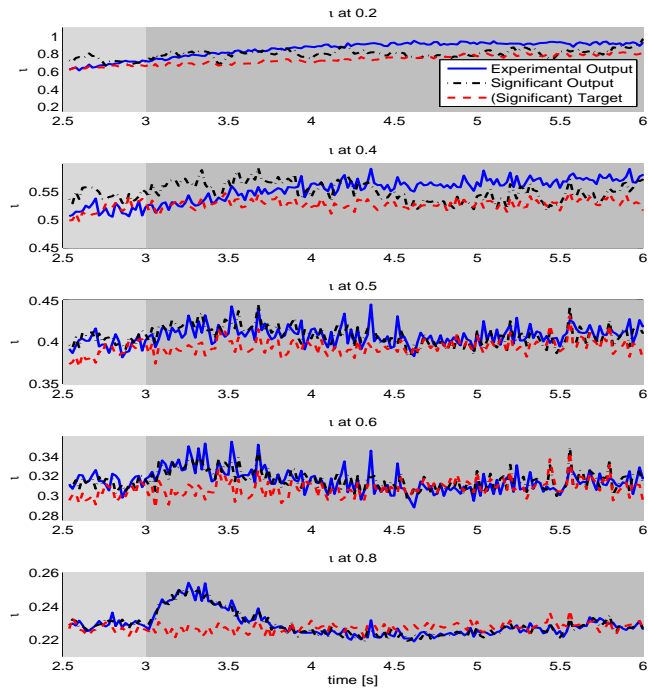 ι at 0.2
1
0.8
0.6
0.4
0.2
ι
Experimental Output
Significant Output
(Significant) Target
2.5 3 3.5 4 4.5 5 5.5 6
ι at 0.4
0.55
0.5
0.45
ι
2.5 3 3.5 4 4.5 5 5.5 6
ι at 0.5
0.45
0.4
0.35
ι
2.5 3 3.5 4 4.5 5 5.5 6
ι at 0.6
0.34
0.32
0.3
0.28
ι
2.5 3 3.5 4 4.5 5 5.5 6
ι at 0.8
0.26
0.24
0.22
ι
2.5 3 3.5 4 4.5 5 5.5 6
time [s]